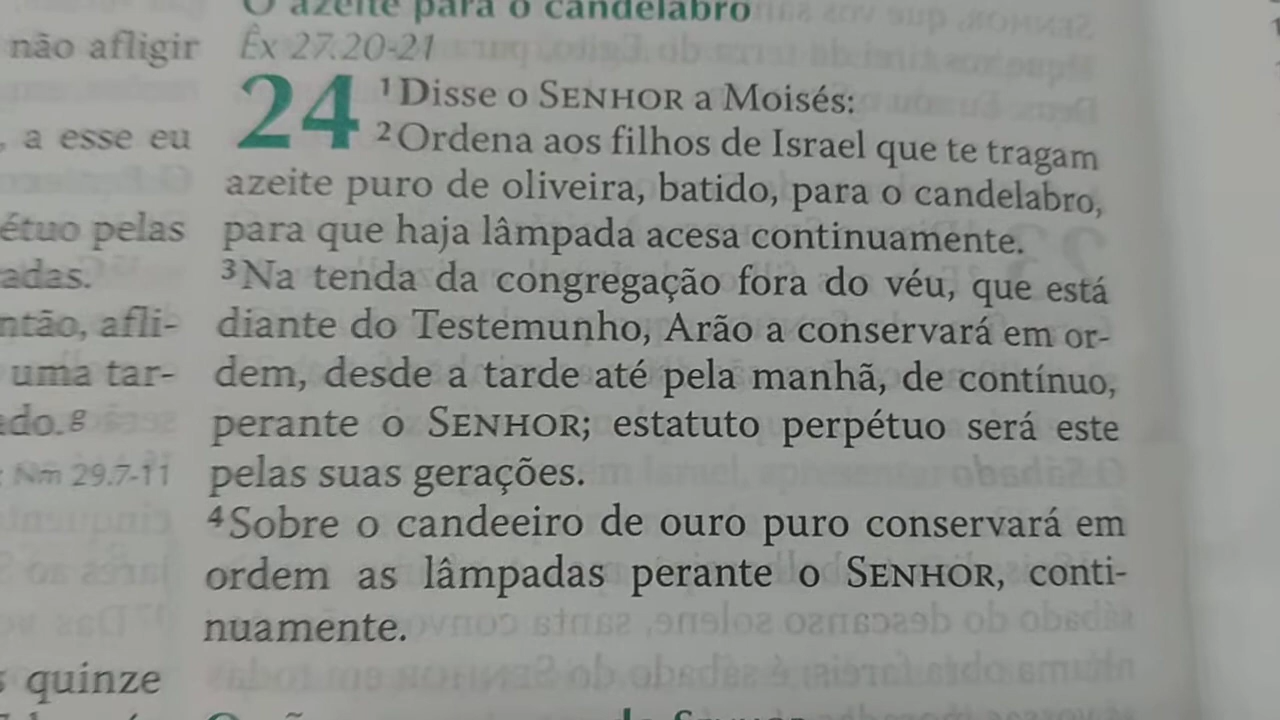 não afligir
, a esse eu
étuo pelas
adas.
ntão, afli-
uma tar-
do.g
Nm 29.7-11
quinze
O azeite para o candelabro
Êx 27.20-21
24 1Disse o SENHOR a Moisés:
2Ordena aos filhos de Israel que te tragam
azeite puro de oliveira, batido, para o candelabro,
para que haja lâmpada acesa continuamente.
3Na tenda da congregação fora do véu, que está
diante do Testemunho, Arão a conservará em or-
dem, desde a tarde até pela manhã, de contínuo,
perante o SENHOR; estatuto perpétuo será este
pelas suas gerações.
4Sobre o candeeiro de ouro puro conservará em
ordem as lâmpadas perante o SENHOR, conti-
nuamente.